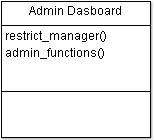 Admin Dasboard
restrict_manager()
admin_functions()